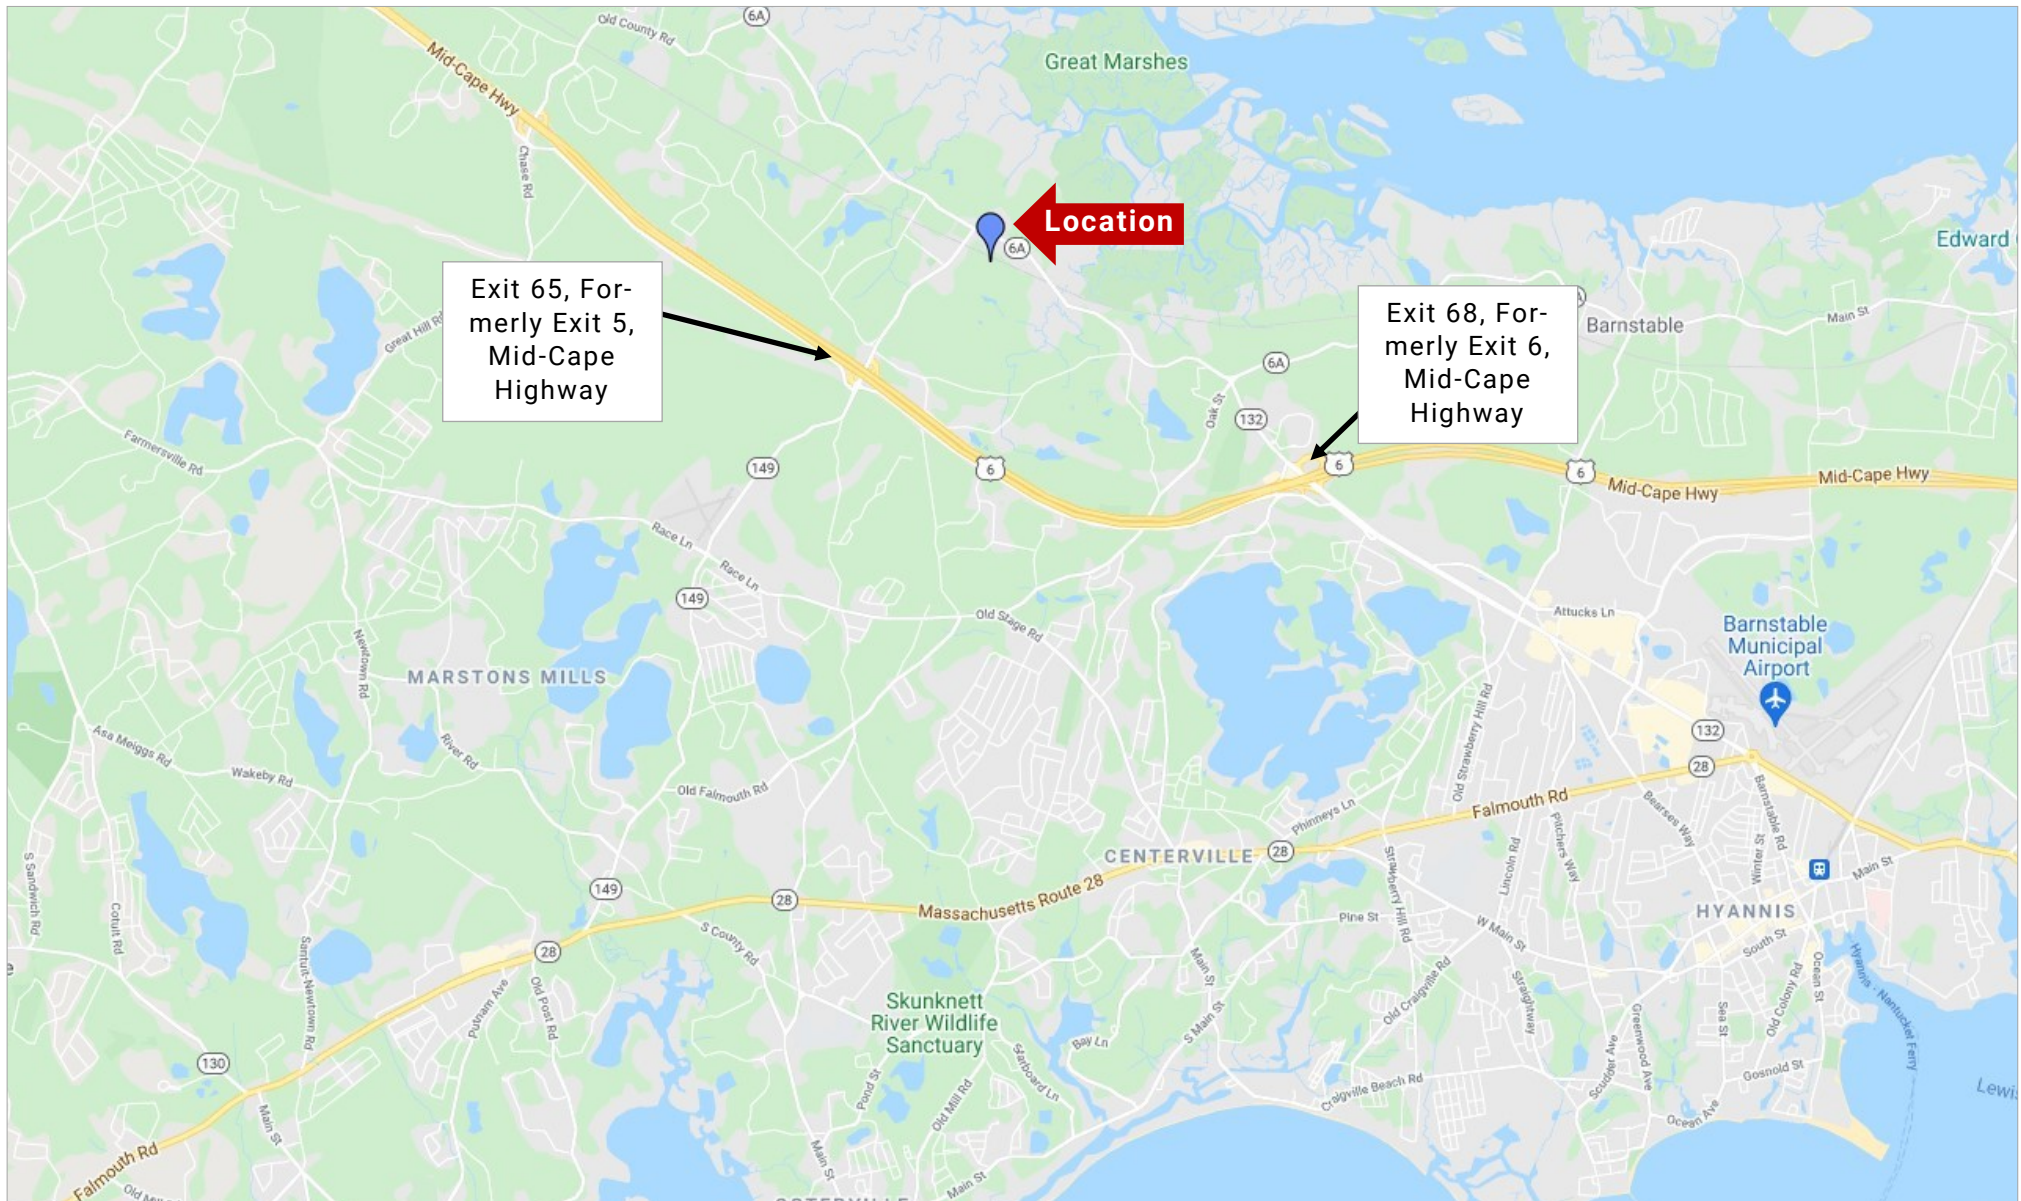 6A
Old County Rd
Mid-Cape Hwy
Great Marshes
Chase Rd
Location
6A
Edward
Exit 65, For-
merly Exit 5,
Mid-Cape
Highway
Great Hill Rd
Exit 68, For-
merly Exit 6,
Mid-Cape
Highway
Barnstable
Main St
6A
Oak St
132
Farmersville Rd
149
6
6
6
Mid-Cape Hwy
Mid-Cape Hwy
Race Ln
Race Ln
149
Old Stage Rd
Attucks Ln
Barnstable
Municipal
Airport
Newtown Rd
MARSTONS MILLS
Old Strawberry Hill Rd
Asa Meiggs Rd
River Rd
Wakeby Rd
Old Falmouth Rd
132
28
Falmouth Rd
Phinneys Ln
Bearses Way
Barnstable Rd
Winter St
Pitchers Way
Lincoln Rd
CENTERVILLE
28
Strawberry Hill Rd
Main St
S Sandwich Rd
Cotuit Rd
149
28
Massachusetts Route 28
Pine St
W Main St
HYANNIS
South St
S County Rd
28
Santuit-Newtown Rd
Putnam Ave
Old Post Rd
Main St
Old Craigville Rd
Straightway
Ocean St
Old Colony Rd
Hyannis - Nantucket Ferry
Skunknett
River Wildlife
Sanctuary
S Main St
Bay Ln
Starboard Ln
Sea St
Greenwood Ave
Scudder Ave
Gosnold St
130
Pond St
Old Mill Rd
Craigville Beach Rd
Ocean Ave
Lewis
Main St
Main St
Main St
Falmouth Rd